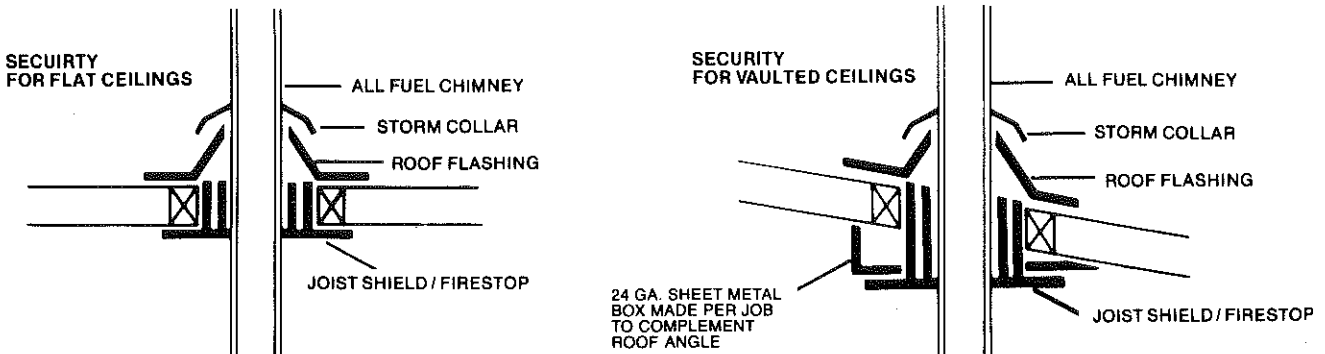 SECUIRTY
FOR FLAT CEILINGS
ALL FUEL CHIMNEY
STORM COLLAR
ROOF FLASHING
JOIST SHIELD / FIRESTOP
SECURITY
FOR VAULTED CEILINGS
ALL FUEL CHIMNEY
STORM COLLAR
ROOF FLASHING
24 GA. SHEET METAL
BOX MADE PER JOB
TO COMPLEMENT
ROOF ANGLE
JOIST SHIELD / FIRESTOP